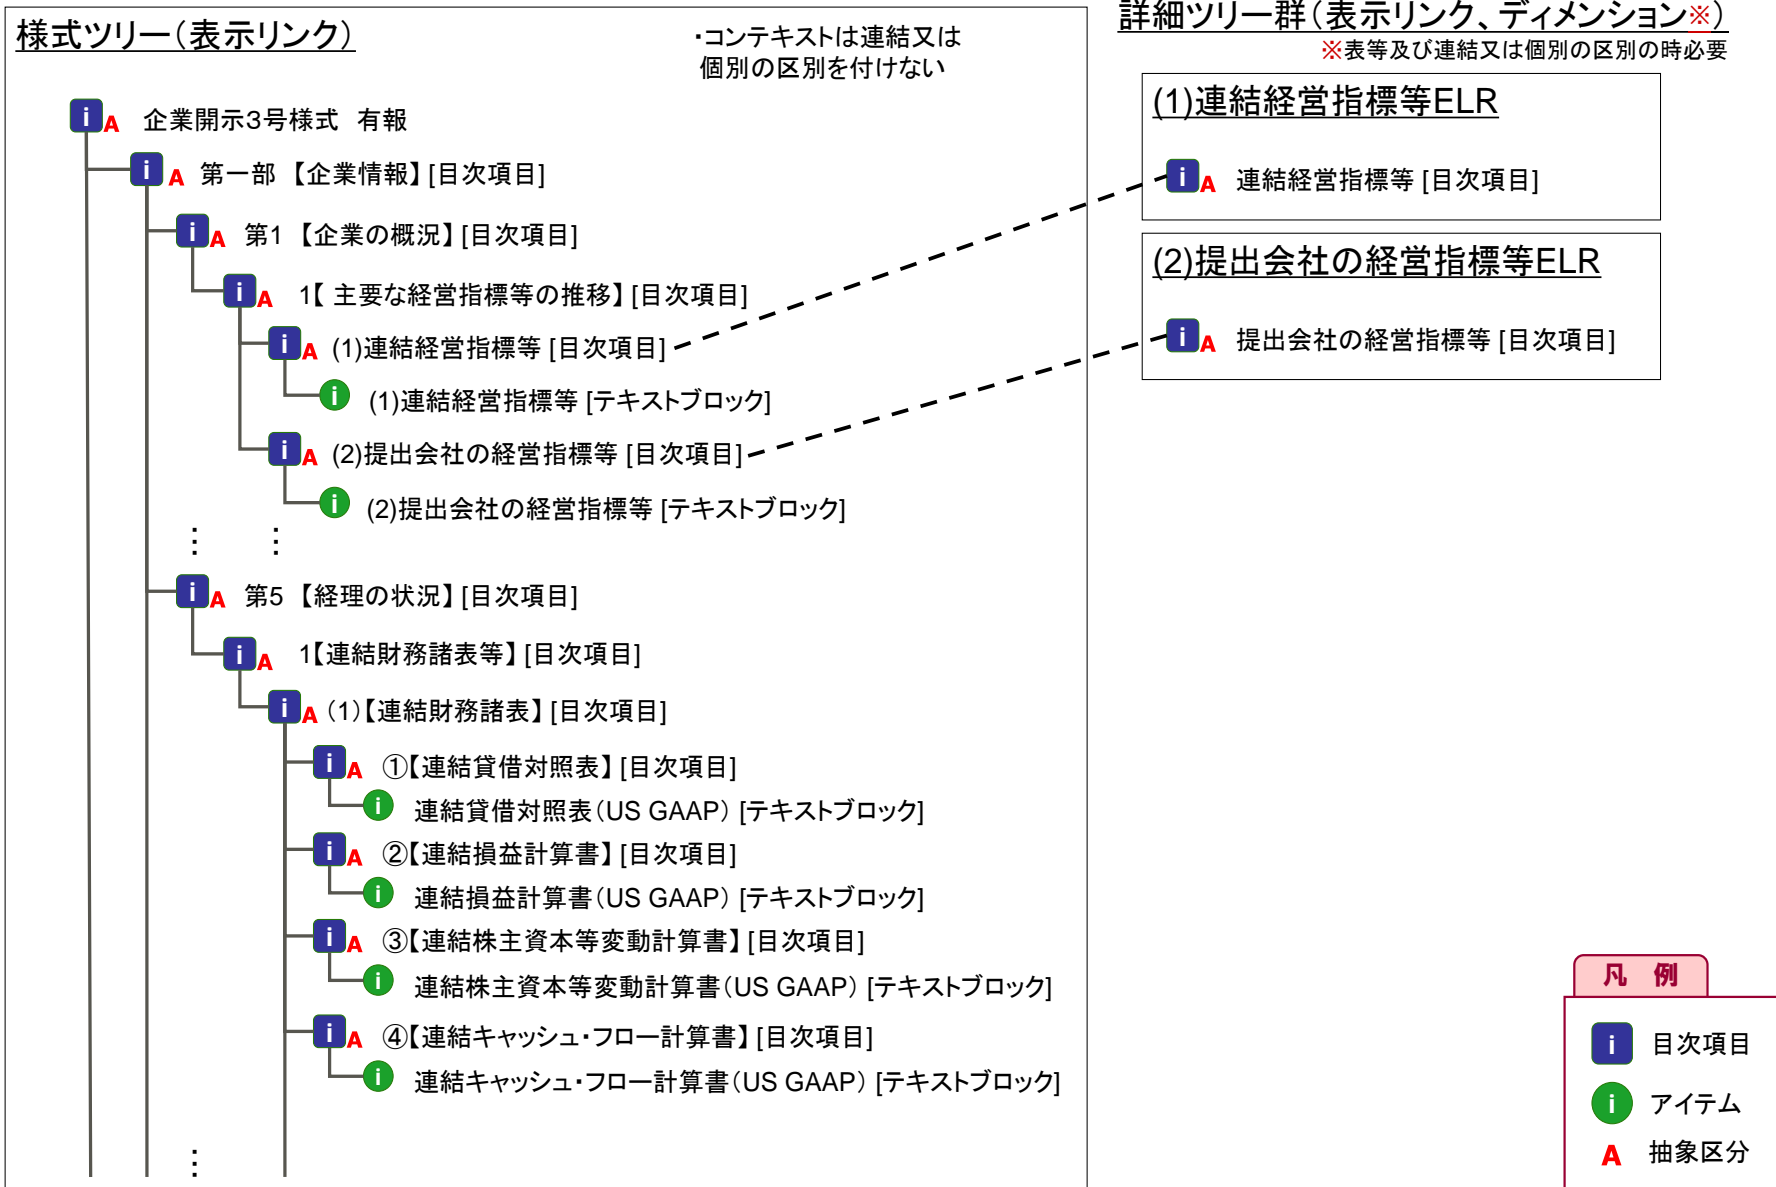 様式ツリー(表示リンク)
・コンテキストは連結又は
個別の区別を付けない
i A 企業開示3号様式 有報
i A 第一部 【企業情報】 [目次項目]
i A 第1 【企業の概況】 [目次項目]
i A 1【 主要な経営指標等の推移】 [目次項目]
i A (1)連結経営指標等 [目次項目]
i (1)連結経営指標等 [テキストブロック]
i A (2)提出会社の経営指標等 [目次項目]
i (2)提出会社の経営指標等 [テキストブロック]
⋮ ⋮
i A 第5 【経理の状況】 [目次項目]
i A 1【連結財務諸表等】 [目次項目]
i A (1)【連結財務諸表】 [目次項目]
i A ①【連結貸借対照表】 [目次項目]
i 連結貸借対照表(US GAAP) [テキストブロック]
i A ②【連結損益計算書】 [目次項目]
i 連結損益計算書(US GAAP) [テキストブロック]
i A ③【連結株主資本等変動計算書】 [目次項目]
i 連結株主資本等変動計算書(US GAAP) [テキストブロック]
i A ④【連結キャッシュ・フロー計算書】 [目次項目]
i 連結キャッシュ・フロー計算書(US GAAP) [テキストブロック]
⋮
詳細ツリー群(表示リンク、ディメンション※)
※表等及び連結又は個別の区別の時必要
(1)連結経営指標等ELR
i A 連結経営指標等 [目次項目]
(2)提出会社の経営指標等ELR
i A 提出会社の経営指標等 [目次項目]
凡 例
i 目次項目
i アイテム
A 抽象区分